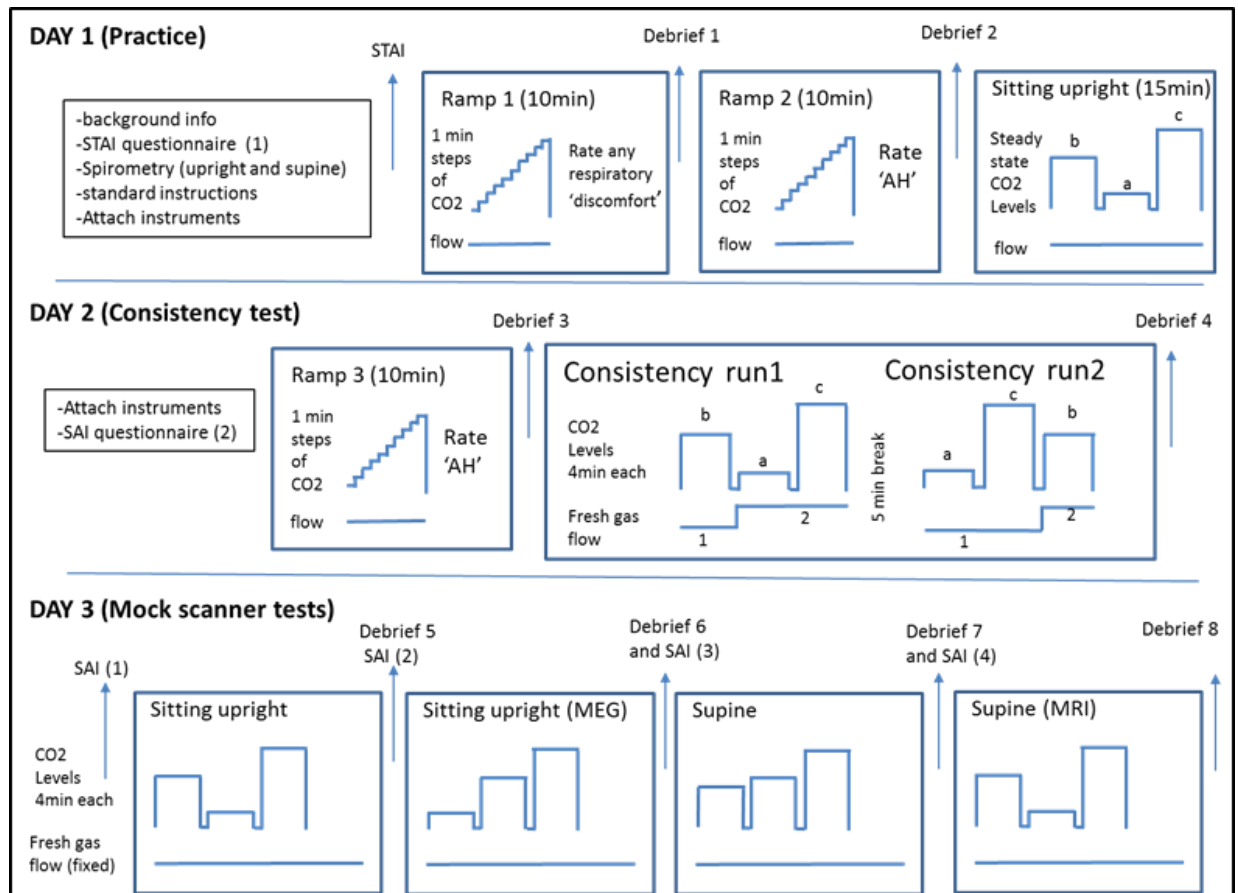 DAY 1 (Practice)
STAI
Debrief 1
Debrief 2
-background info
-STAI questionnaire (1)
-Spirometry (upright and supine)
-standard instructions
-Attach instruments
Ramp 1 (10min)
1 min
steps
of
CO2
Rate any
respiratory
'discomfort'
flow
Ramp 2 (10min)
1 min
steps
of
CO2
Rate
'AH'
flow
Sitting upright (15min)
Steady
state
CO2
Levels
b
a
c
flow
DAY 2 (Consistency test)
Debrief 3
Debrief 4
-Attach instruments
-SAI questionnaire (2)
Ramp 3 (10min)
1 min
steps
of
CO2
Rate
'AH'
flow
Consistency run1
CO2
Levels
4min each
b
a
c
Fresh gas
flow
1
2
5 min break
Consistency run2
a
c
b
1
2
DAY 3 (Mock scanner tests)
SAI (1)
Debrief 5
SAI (2)
Debrief 6
and SAI (3)
Debrief 7
and SAI (4)
Debrief 8
CO2
Levels
4min each
Fresh gas
flow (fixed)
Sitting upright
Sitting upright (MEG)
Supine
Supine (MRI)